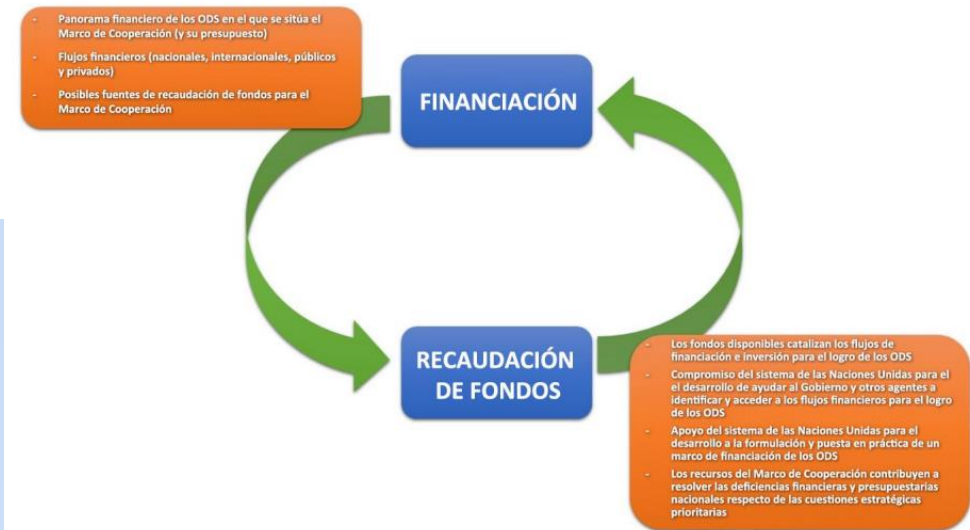 - Panorama financiero de los ODS en el que se sitúa el
Marco de Cooperación (y su presupuesto)
- Flujos financieros (nacionales, internacionales, públicos
y privados)
- Posibles fuentes de recaudación de fondos para el
Marco de Cooperación
FINANCIACIÓN
RECAUDACIÓN
DE FONDOS
- Los fondos disponibles catalizan los flujos de
financiación e inversión para el logro de los ODS
- Compromiso del sistema de las Naciones Unidas para el
el desarrollo de ayudar al Gobierno y otros agentes a
identificar y acceder a los flujos financieros para el logro
de los ODS
- Apoyo del sistema de las Naciones Unidas para el
desarrollo a la formulación y puesta en práctica de un
marco de financiación de los ODS
- Los recursos del Marco de Cooperación contribuyen a
resolver las deficiencias financieras y presupuestarias
nacionales respecto de las cuestiones estratégicas
prioritarias